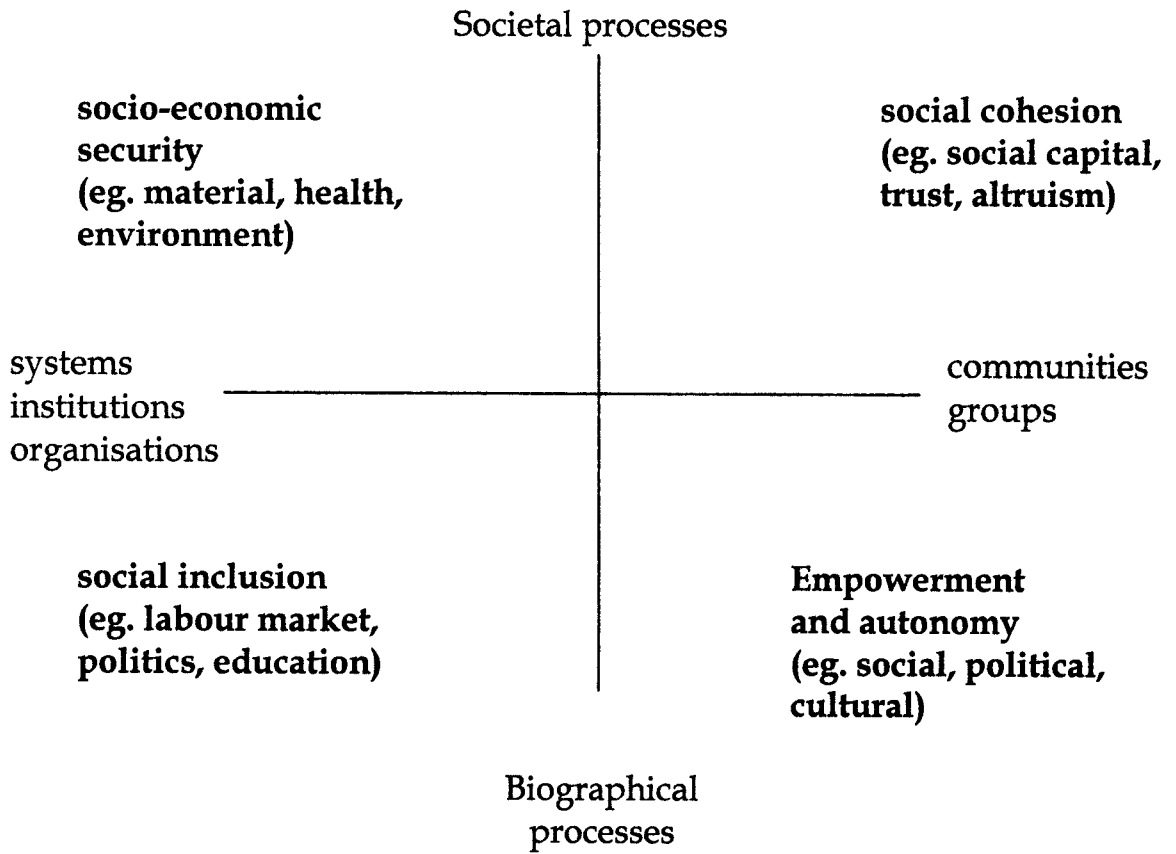 Societal processes
socio-economic
security
(eg. material, health,
environment)
social cohesion
(eg. social capital,
trust, altruism)
systems
institutions
organisations
communities
groups
social inclusion
(eg. labour market,
politics, education)
Empowerment
and autonomy
(eg. social, political,
cultural)
Biographical
processes